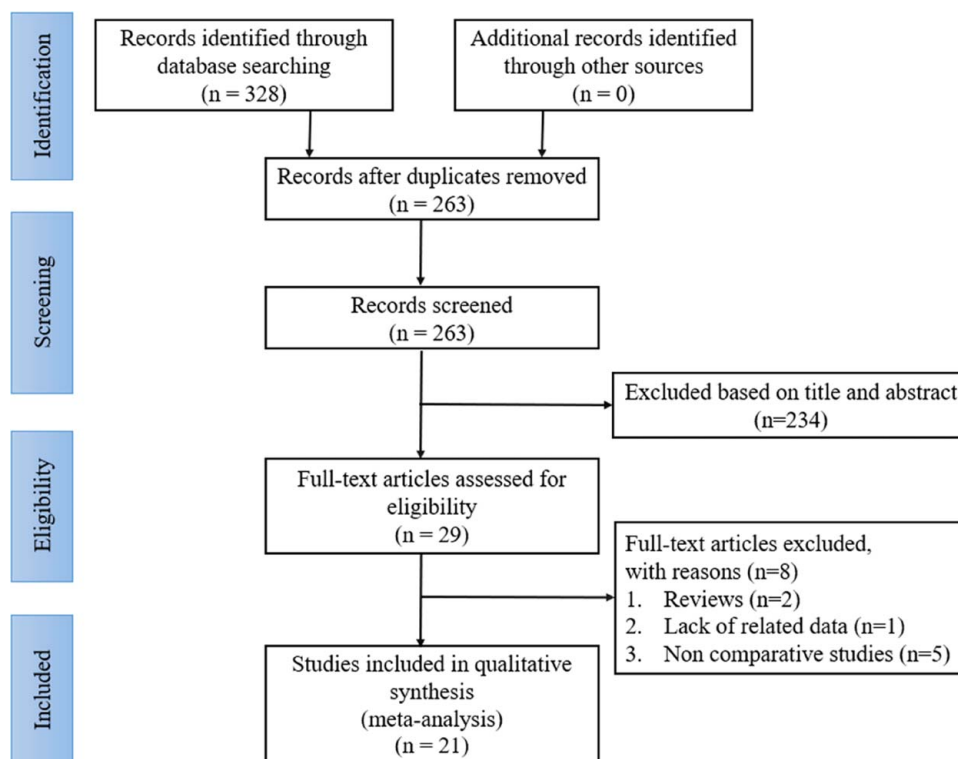 Identification
Records identified through
database searching
(n = 328)
Additional records identified
through other sources
(n = 0)
Records after duplicates removed
(n = 263)
Screening
Records screened
(n = 263)
Excluded based on title and abstract
(n=234)
Eligibility
Full-text articles assessed for
eligibility
(n = 29)
Full-text articles excluded,
with reasons (n=8)
1. Reviews (n=2)
2. Lack of related data (n=1)
3. Non comparative studies (n=5)
Included
Studies included in qualitative
synthesis
(meta-analysis)
(n = 21)